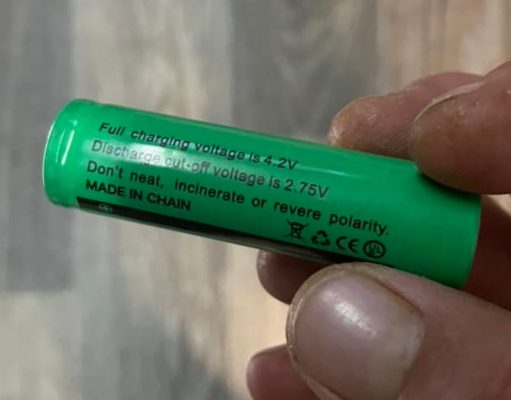 Full charging voltage is 4.2V
Discharge cut-off voltage is 2.75V
Don't neat, incinerate or revere polarity.
MADE IN CHAIN
CE